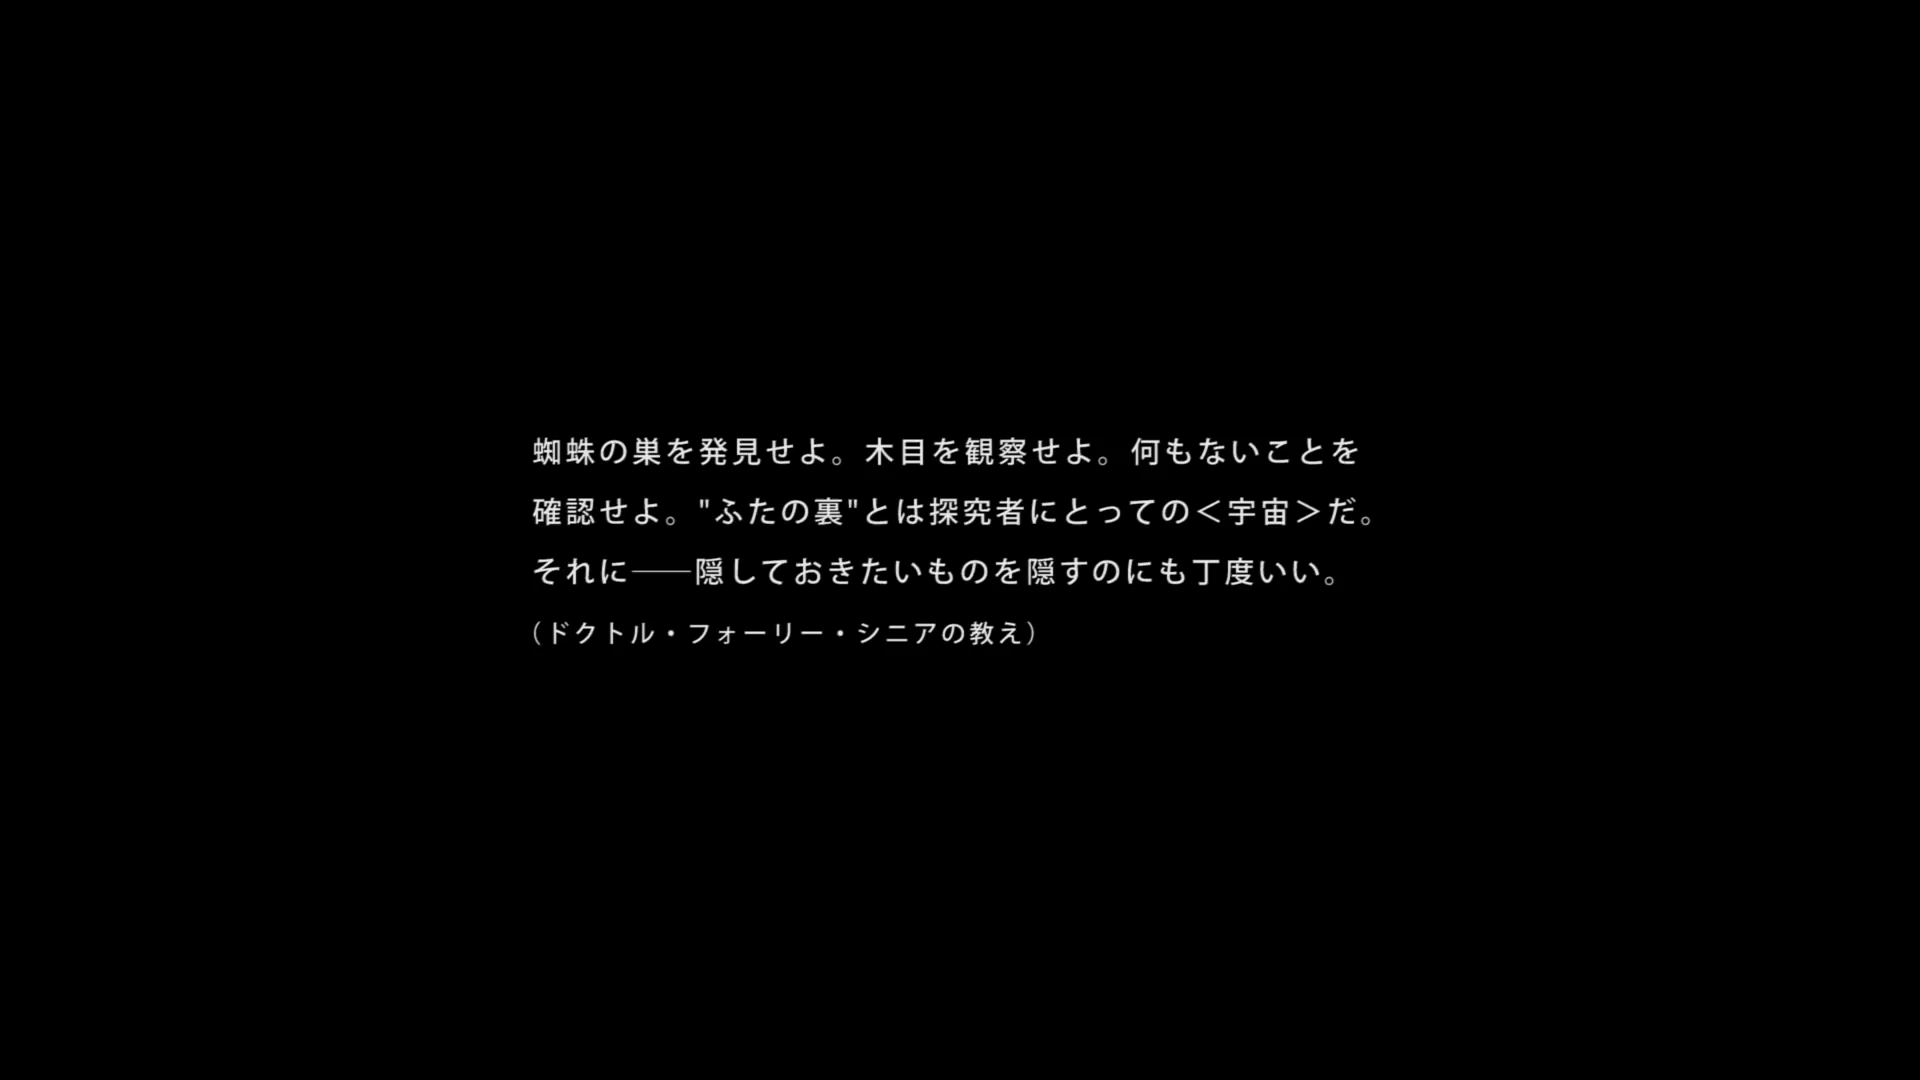 蜘蛛の巣を発見せよ。木目を観察せよ。何もないことを
確認せよ。"ふたの裏"とは探究者にとっての＜宇宙＞だ。
それに――隠しておきたいものを隠すのにも丁度いい。
（ドクトル・フォーリー・シニアの教え）